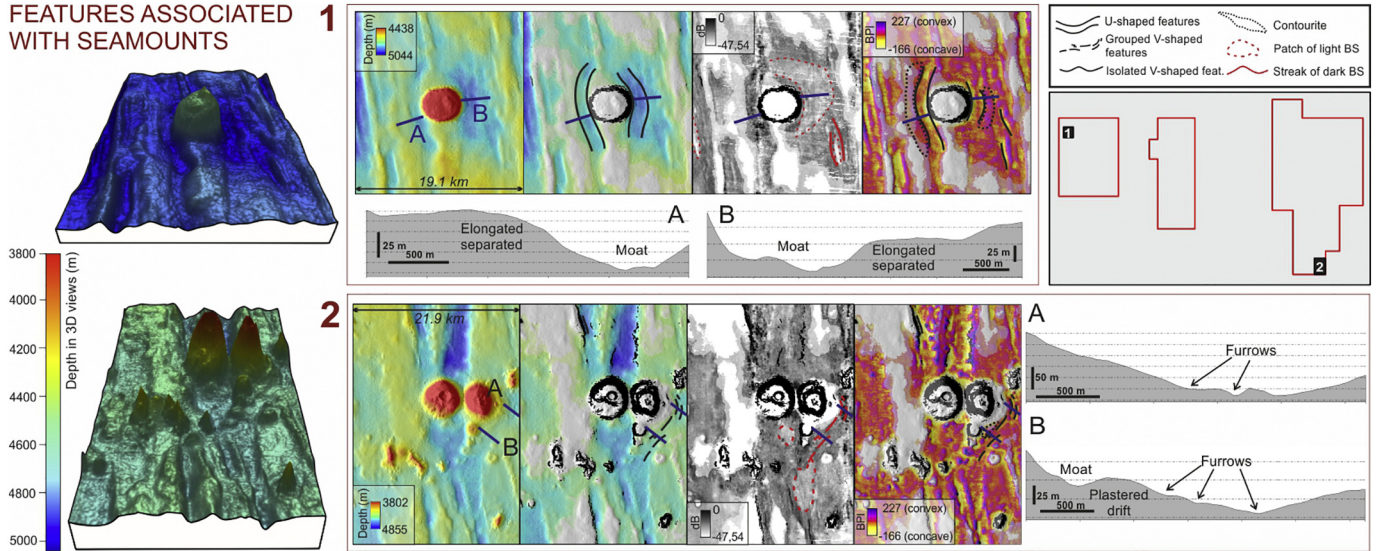 FEATURES ASSOCIATED
WITH SEAMOUNTS
3800
4000
4200
4400
4600
4800
5000
Depth in 3D views (m)
1
Depth (m)
4438
5044
A
B
19.1 km
dB
0
-47,54
BPI
227 (convex)
-166 (concave)
A
Elongated
separated
Moat
25 m
500 m
B
Moat
Elongated
separated
25 m
500 m
U-shaped features
Grouped V-shaped
features
Isolated V-shaped feat.
Contourite
Patch of light BS
Streak of dark BS
1
2
2
21.9 km
A
B
Depth (m)
3802
4855
dB
0
-47,54
BPI
227 (convex)
-166 (concave)
A
Furrows
50 m
500 m
B
Moat
Furrows
Plastered
drift
25 m
500 m